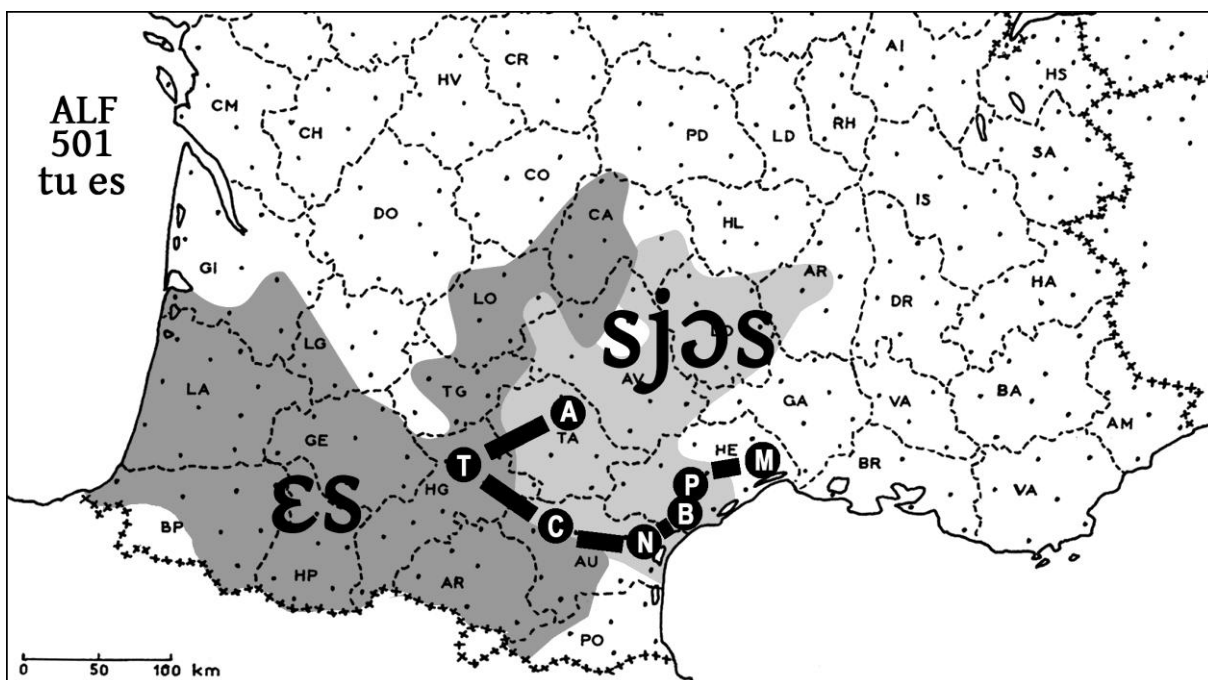 ALF
501
tu es
CM
CH
HV
CR
AI
HS
PD
LD
RH
SA
CO
IS
DO
CA
HL
GI
AR
HA
LO
DR
LG
sjɔs
LA
AV
TG
GA
VA
BA
AM
GE
A
TA
HE
M
BR
T
P
VA
ɛs
HG
B
BP
C
N
AU
HP
AR
PO
0 50 100 km